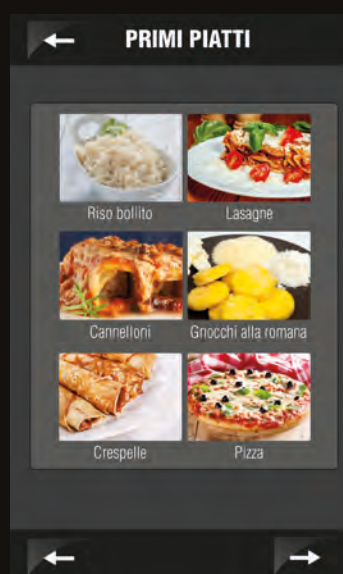 PRIMI PIATTI
Riso bollito
Lasagne
Cannelloni
Gnocchi alla romana
Crespelle
Pizza